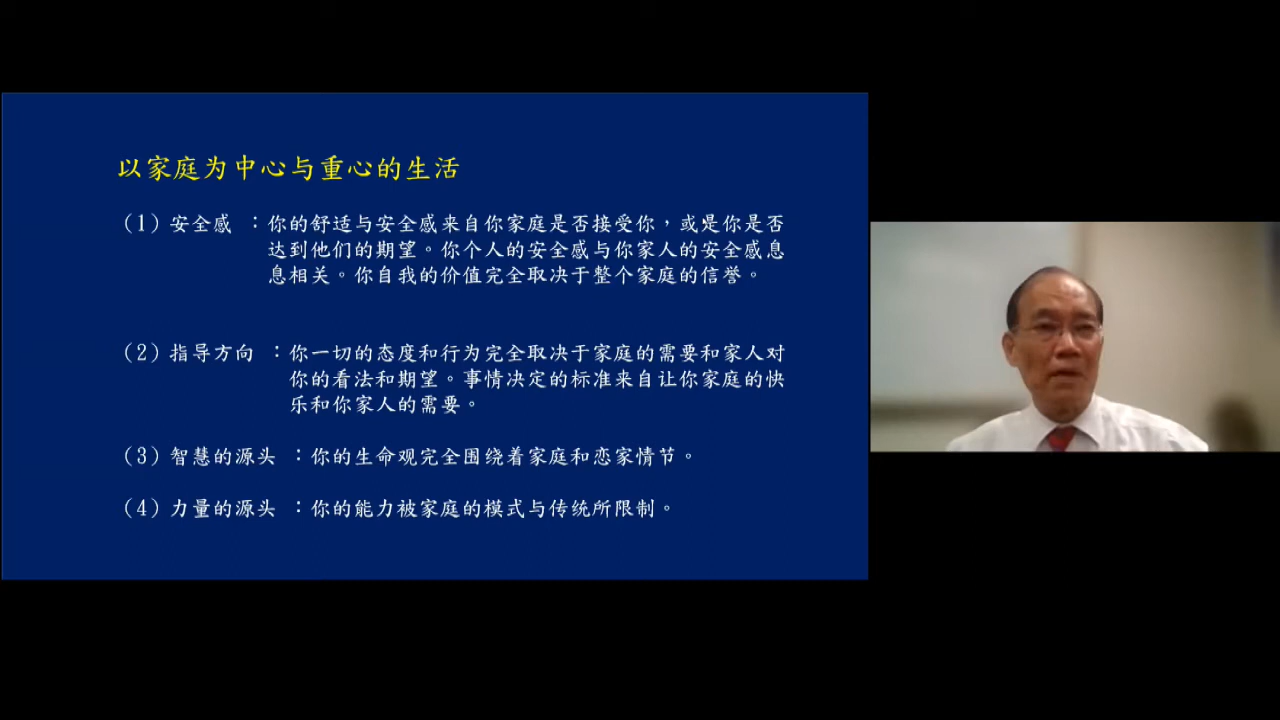 以家庭为中心与重心的生活
（1）安全感 ：你的舒适与安全感来自你家庭是否接受你，或是你是否
达到他们的期望。你个人的安全感与你家人的安全感息
息相关。你自我的价值完全取决于整个家庭的信誉。
（2）指导方向 ：你一切的态度和行为完全取决于家庭的需要和家人对
你的看法和期望。事情决定的标准来自让你家庭的快
乐和你家人的需要。
（3）智慧的源头 ：你的生命观完全围绕着家庭和恋家情节。
（4）力量的源头 ：你的能力被家庭的模式与传统所限制。